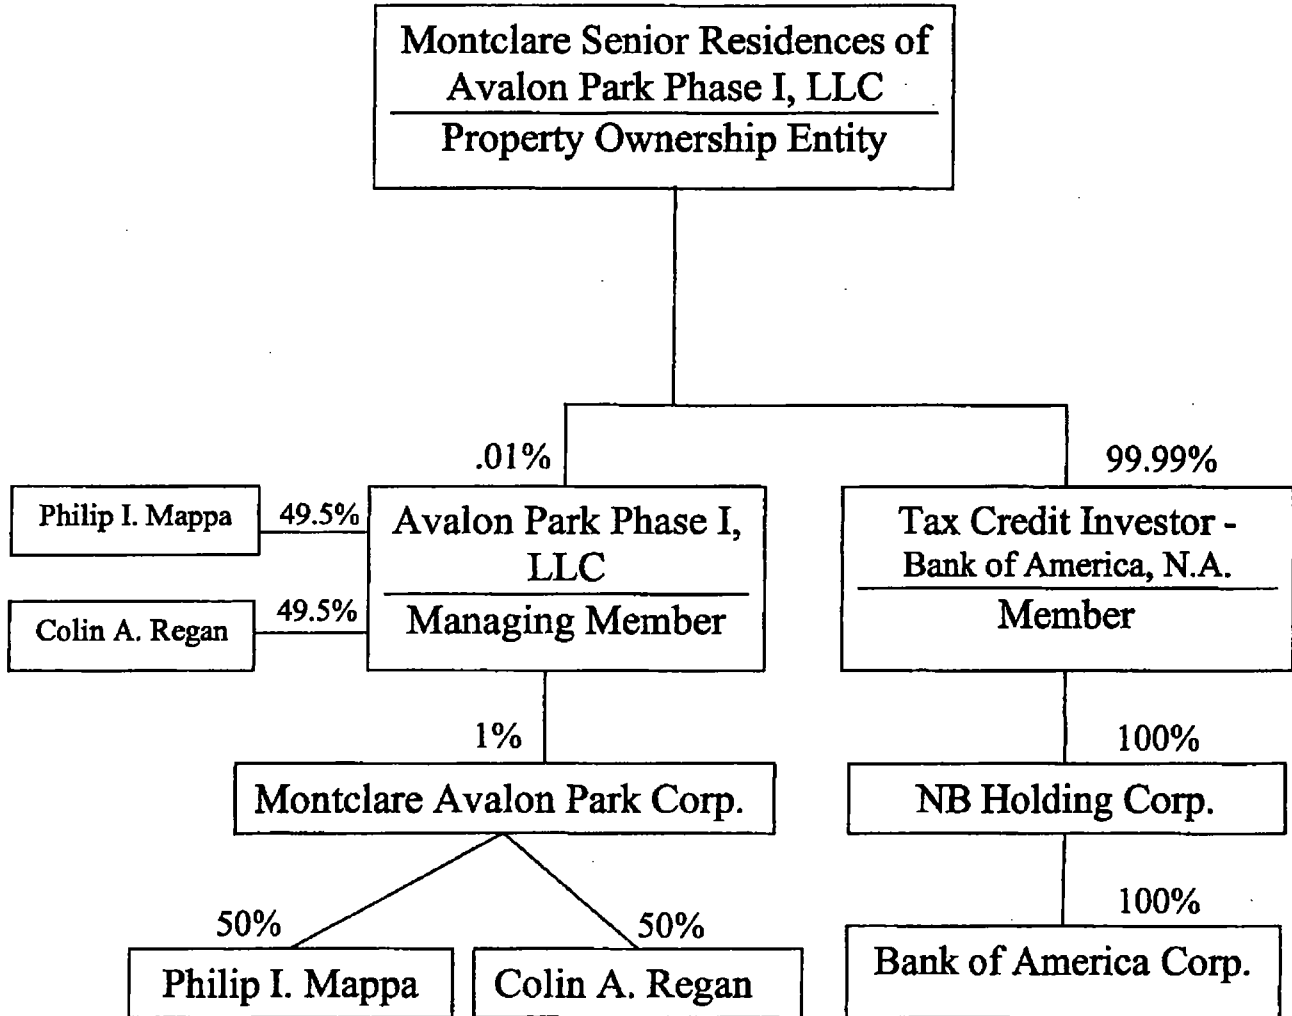 Montclare Senior Residences of
Avalon Park Phase I, LLC
Property Ownership Entity
.01%
99.99%
Philip I. Mappa
49.5%
Avalon Park Phase I,
LLC
Managing Member
Colin A. Regan
49.5%
Tax Credit Investor -
Bank of America, N.A.
Member
1%
100%
Montclare Avalon Park Corp.
NB Holding Corp.
50%
50%
100%
Philip I. Mappa
Colin A. Regan
Bank of America Corp.